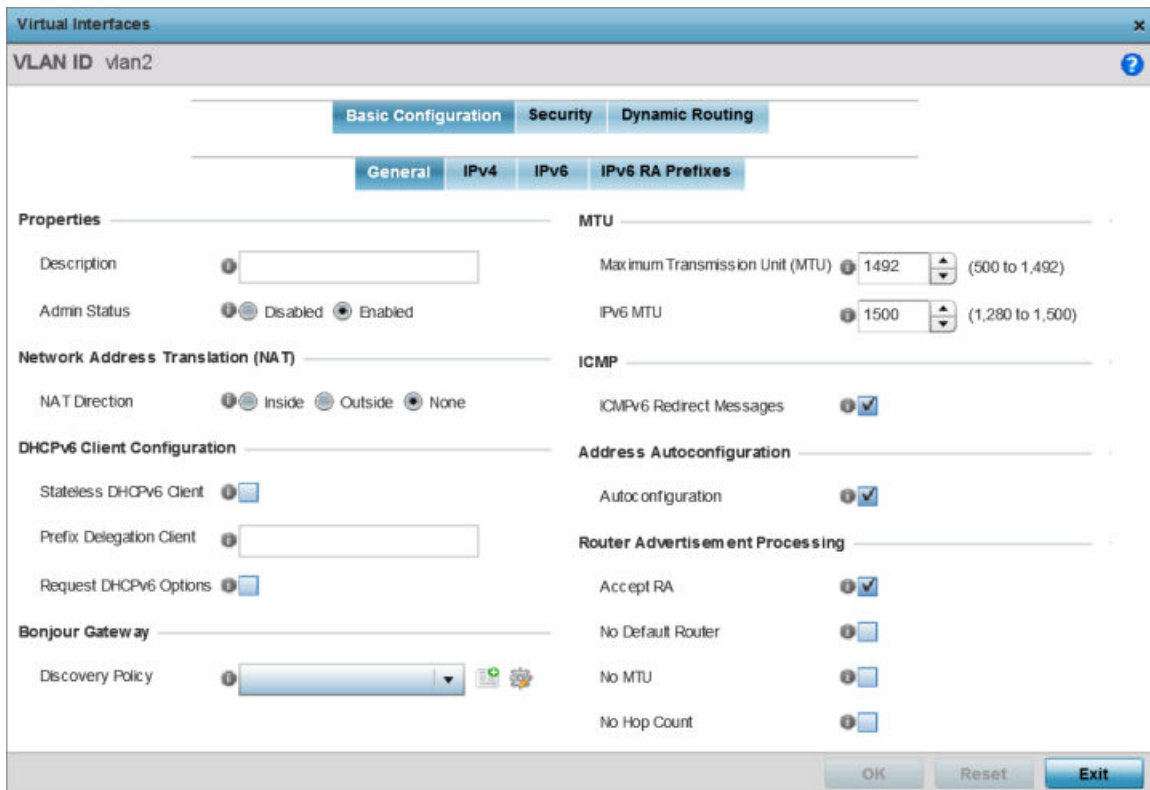 Virtual Interfaces
VLAN ID vlan2
Basic Configuration Security Dynamic Routing
General IPv4 IPv6 IPv6 RA Prefixes
Properties
Description
Admin Status Disabled Enabled
Network Address Translation (NAT)
NAT Direction Inside Outside None
DHCPv6 Client Configuration
Stateless DHCPv6 Client
Prefix Delegation Client
Request DHCPv6 Options
Bonjour Gateway
Discovery Policy
MTU
Maximum Transmission Unit (MTU) 1492 (500 to 1,492)
IPv6 MTU 1500 (1,280 to 1,500)
ICMP
ICMPv6 Redirect Messages
Address Autoconfiguration
Autoconfiguration
Router Advertisement Processing
Accept RA
No Default Router
No MTU
No Hop Count
OK Reset Exit